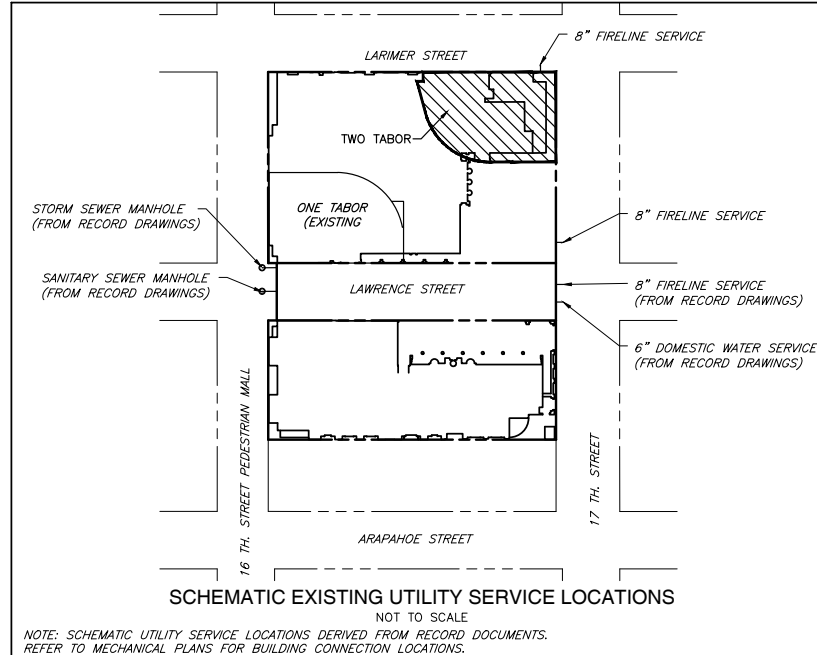 8" FIRELINE SERVICE
LARIMER STREET
TWO TABOR
STORM SEWER MANHOLE
(FROM RECORD DRAWINGS)
ONE TABOR
(EXISTING
8" FIRELINE SERVICE
SANITARY SEWER MANHOLE
(FROM RECORD DRAWINGS)
LAWRENCE STREET
8" FIRELINE SERVICE
(FROM RECORD DRAWINGS)
6" DOMESTIC WATER SERVICE
(FROM RECORD DRAWINGS)
16 TH. STREET PEDESTRIAN MALL
17 TH. STREET
ARAPAHOE STREET
SCHEMATIC EXISTING UTILITY SERVICE LOCATIONS
NOT TO SCALE
NOTE: SCHEMATIC UTILITY SERVICE LOCATIONS DERIVED FROM RECORD DOCUMENTS.
REFER TO MECHANICAL PLANS FOR BUILDING CONNECTION LOCATIONS.